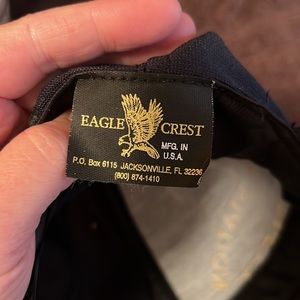 EAGLE CREST
MFG. IN
U.S.A.
P.O. Box 6115 JACKSONVILLE, FL 32236
(800) 874-1410